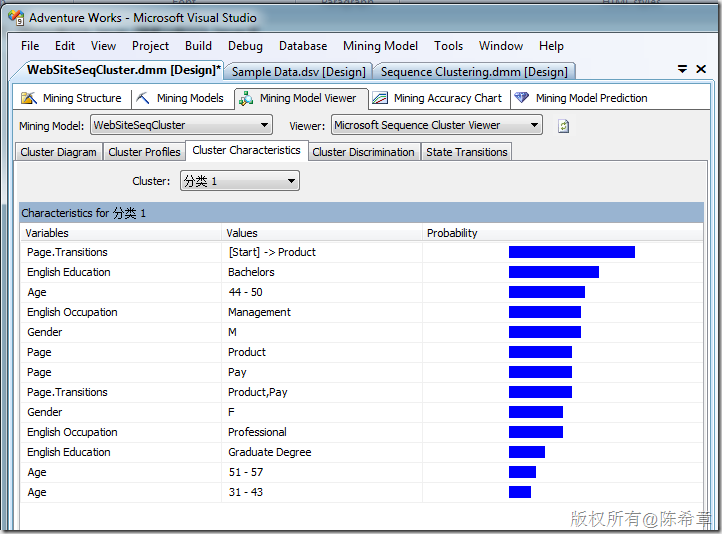 Adventure Works - Microsoft Visual Studio
File Edit View Project Build Debug Database Mining Model Tools Window Help
WebSiteSeqCluster.dmm [Design]* Sample Data.dsv [Design] Sequence Clustering.dmm [Design]
Mining Structure Mining Models Mining Model Viewer Mining Accuracy Chart Mining Model Prediction
Mining Model: WebSiteSeqCluster Viewer: Microsoft Sequence Cluster Viewer
Cluster Diagram Cluster Profiles Cluster Characteristics Cluster Discrimination State Transitions
Cluster: 分类 1
Characteristics for 分类 1
Variables Values Probability
Page.Transitions [Start] -> Product
English Education Bachelors
Age 44 - 50
English Occupation Management
Gender M
Page Product
Page Pay
Page.Transitions Product,Pay
Gender F
English Occupation Professional
English Education Graduate Degree
Age 51 - 57
Age 31 - 43
版权所有@陈希章